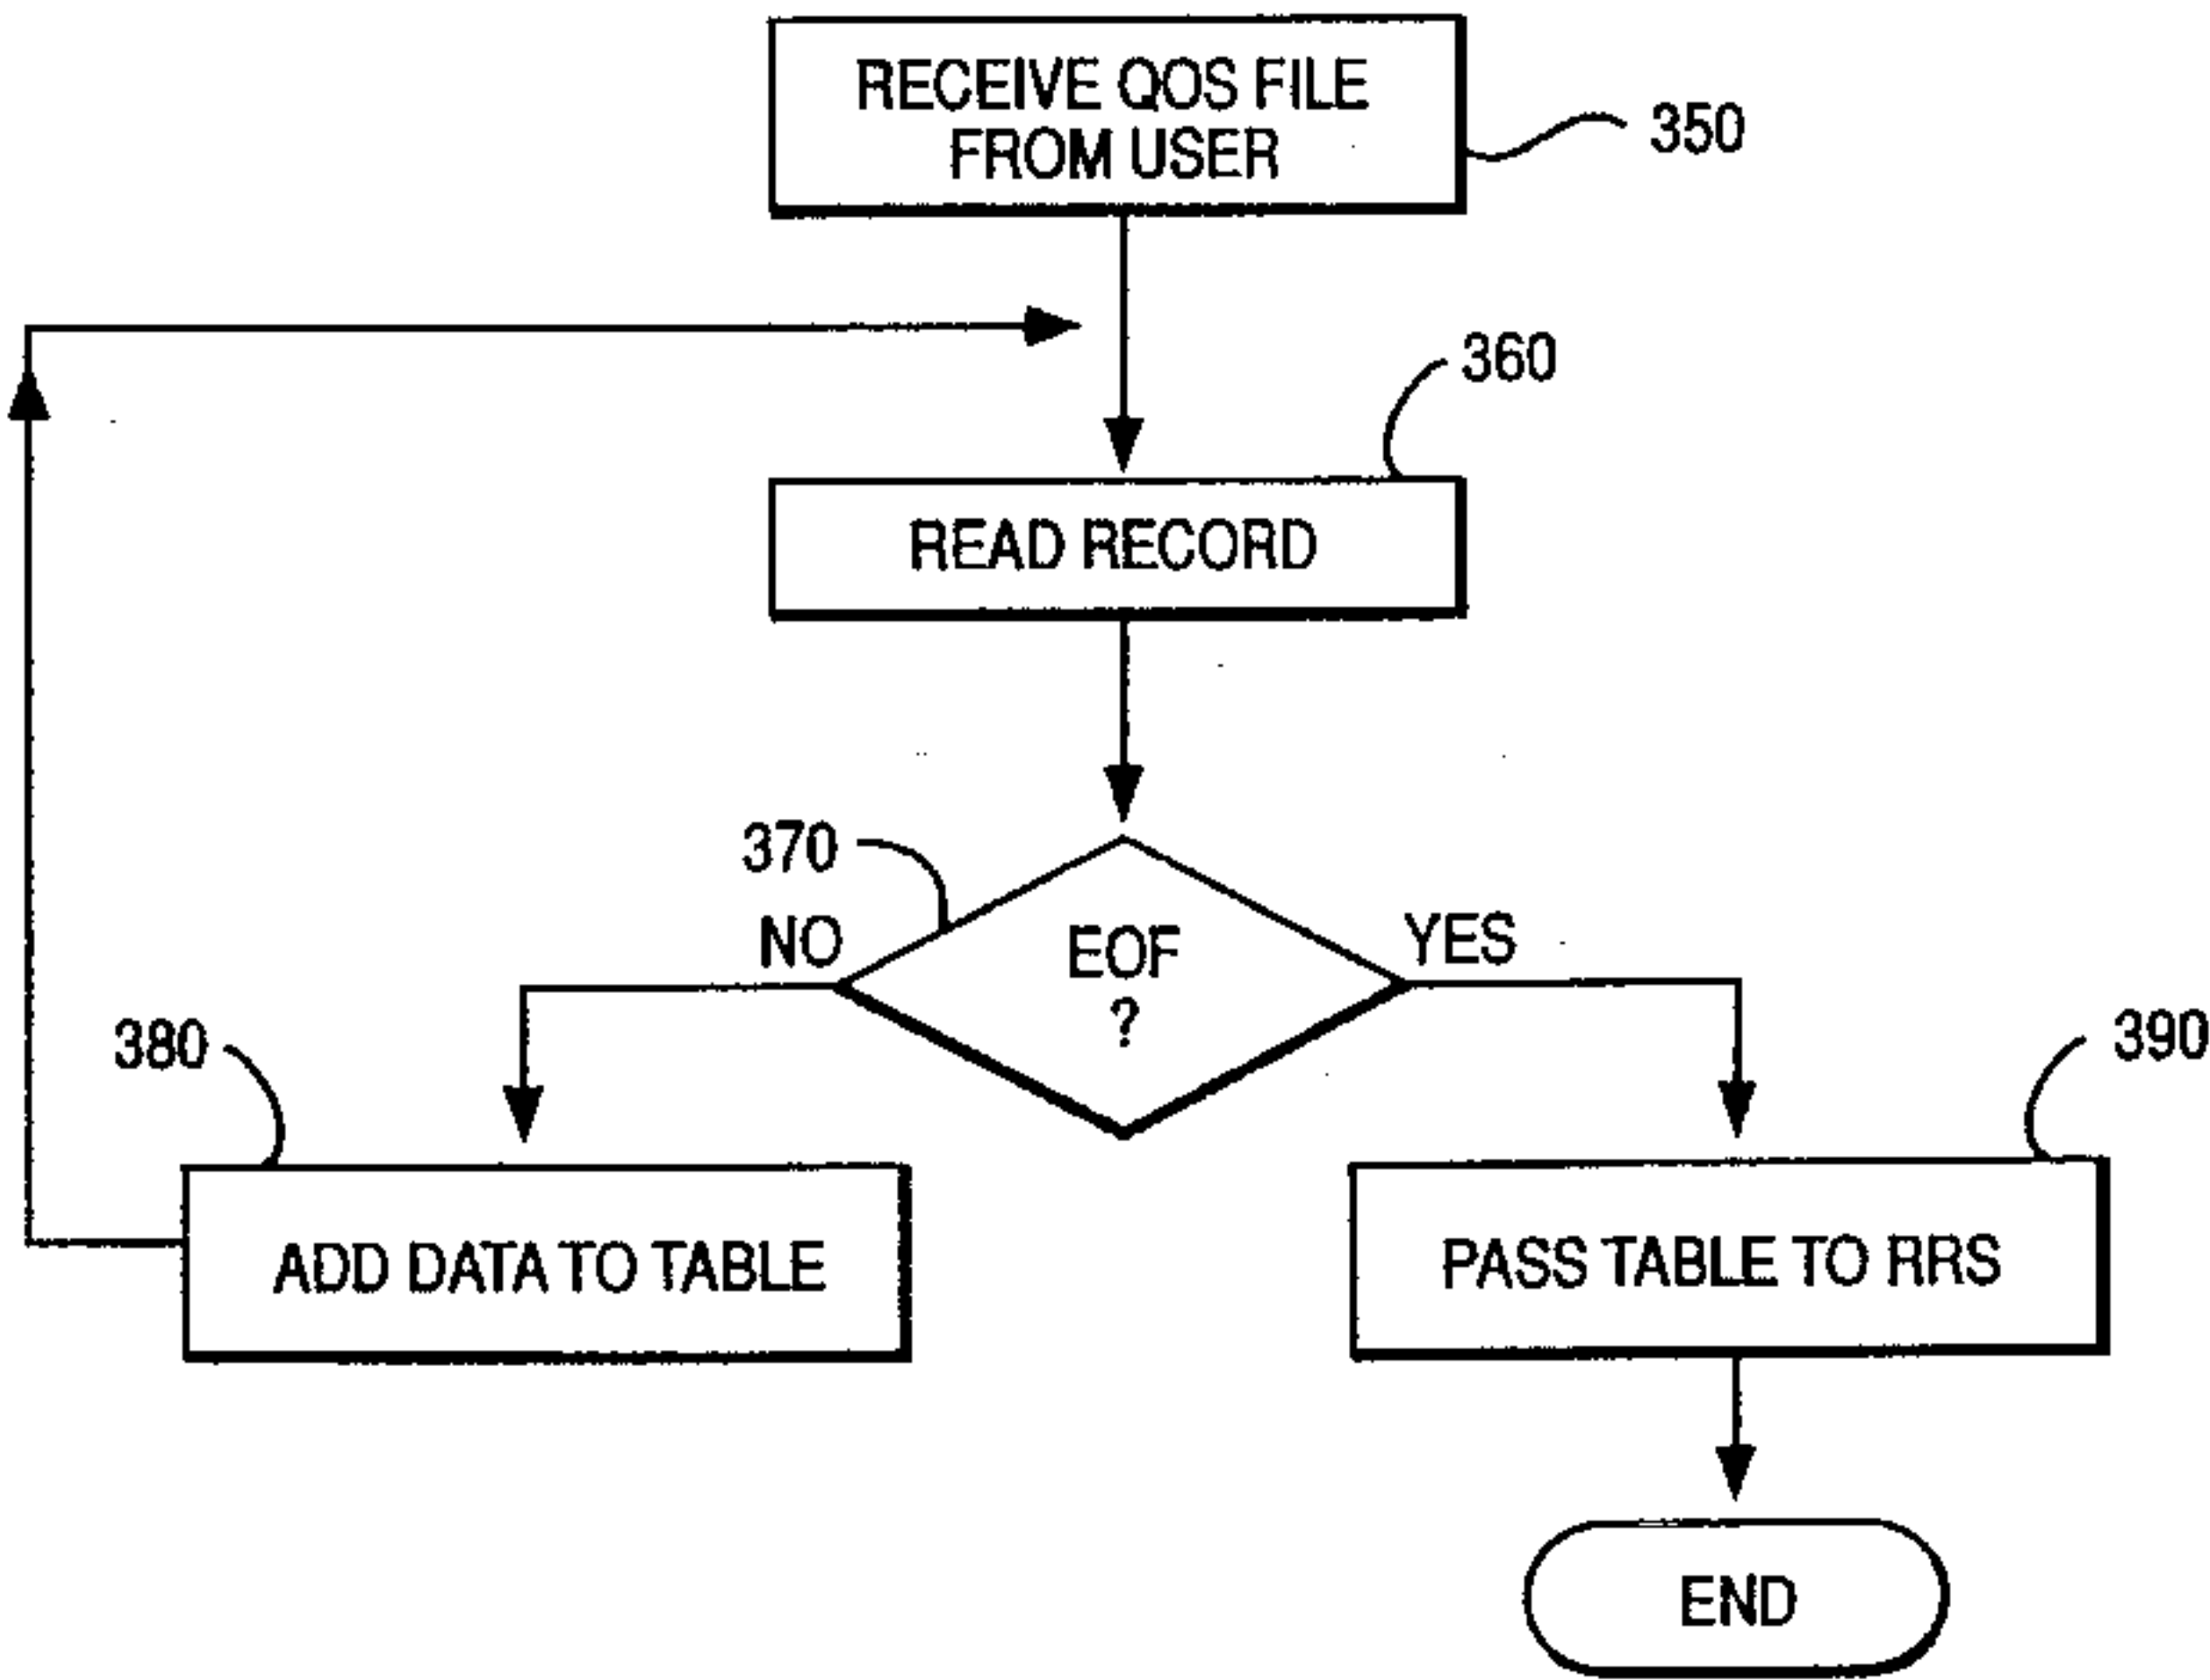 RECEIVE QOS FILE
FROM USER
350
360
READ RECORD
370
NO
EOF
?
YES
380
390
ADD DATA TO TABLE
PASS TABLE TO RRS
END